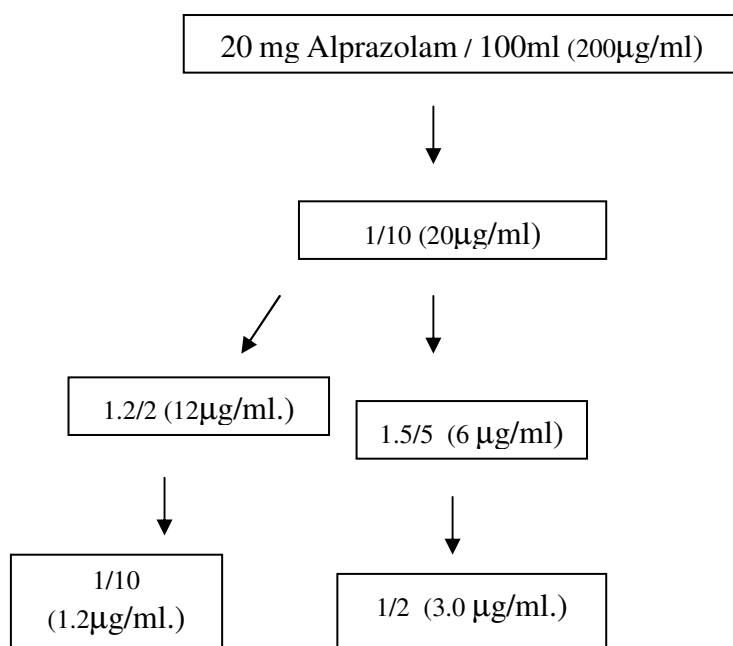 20 mg Alprazolam / 100ml (200μg/ml)
1/10 (20μg/ml)
1.2/2 (12μg/ml.)
1.5/5 (6 μg/ml)
1/10
(1.2μg/ml.)
1/2 (3.0 μg/ml.)